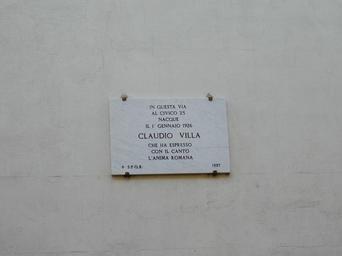 IN QUESTA VIA
AL CIVICO 25
NACQUE
IL 1° GENNAIO 1926
CLAUDIO VILLA
CHE HA ESPRESSO
CON IL CANTO
L'ANIMA ROMANA
S.P.Q.R. 1997